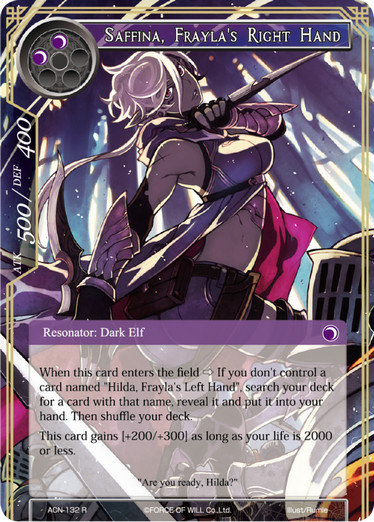 Saffina, Frayla's Right Hand
ATK 500 / DEF 400
Resonator: Dark Elf
When this card enters the field ⇨ If you don't control
a card named "Hilda, Frayla's Left Hand", search your deck
for a card with that name, reveal it and put it into your
hand. Then shuffle your deck.
This card gains [+200/+300] as long as your life is 2000
or less.
"Are you ready, Hilda?"
ACN-132 R
©FORCE OF WILL Co.,Ltd.
Illust/Rumie